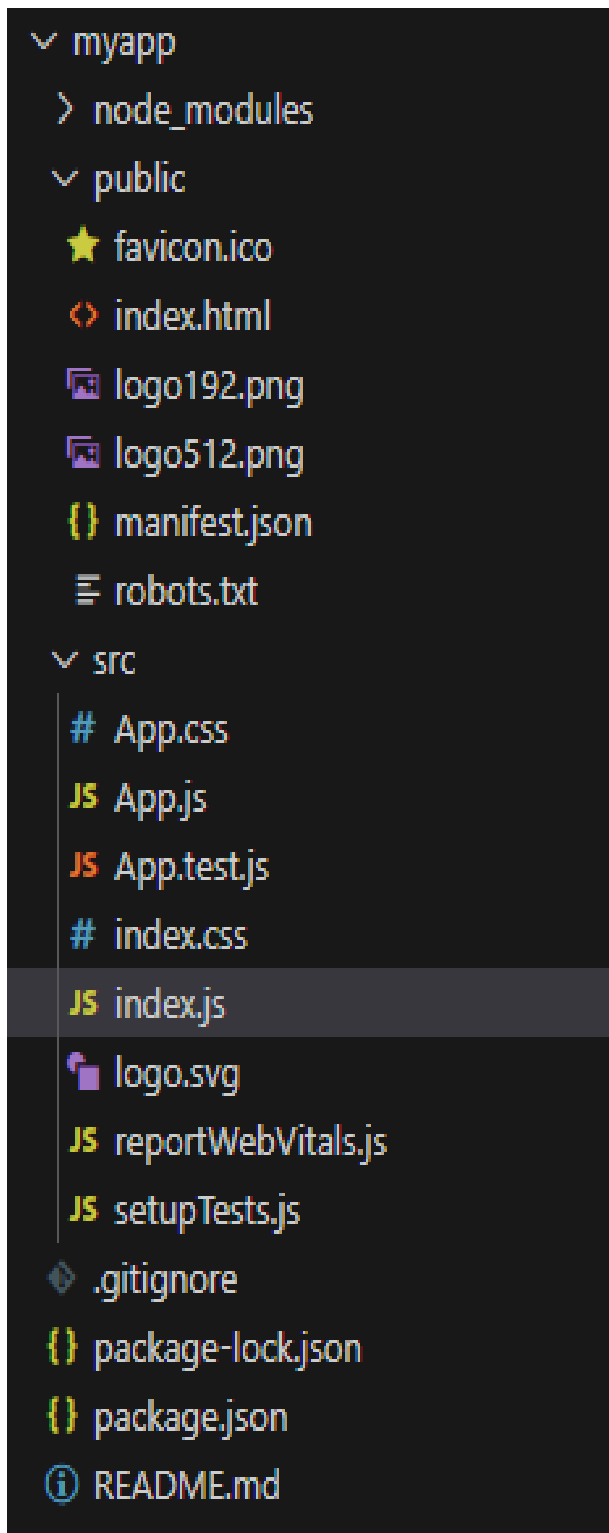 myapp
node_modules
public
favicon.ico
index.html
logo192.png
logo512.png
manifest.json
robots.txt
src
App.css
App.js
App.test.js
index.css
index.js
logo.svg
reportWebVitals.js
setupTests.js
.gitignore
package-lock.json
package.json
README.md